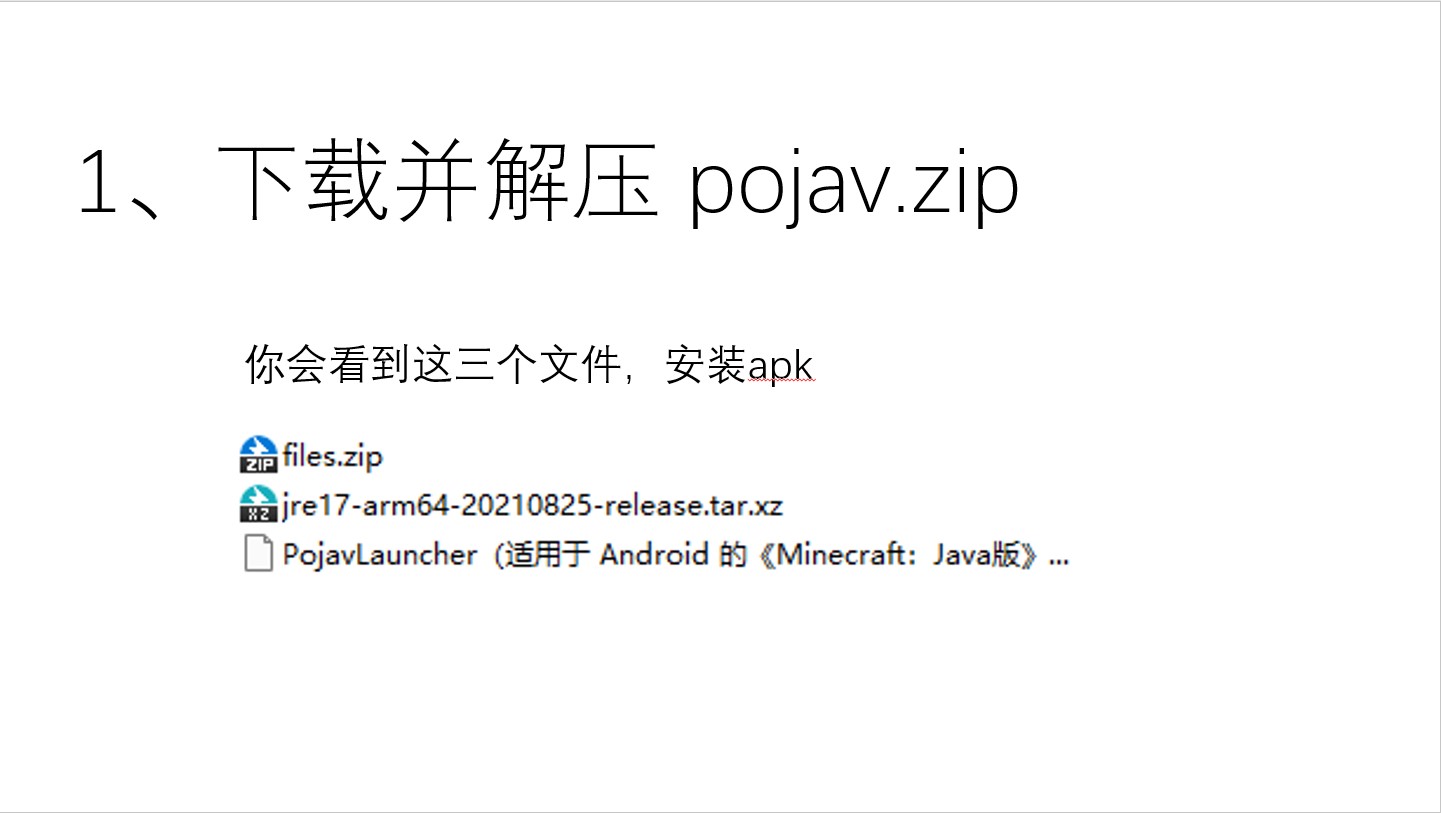 1、下载并解压 pojav.zip
你会看到这三个文件，安装apk
ZIP files.zip
XZ jre17-arm64-20210825-release.tar.xz
PojavLauncher（适用于 Android 的《Minecraft：Java版》...